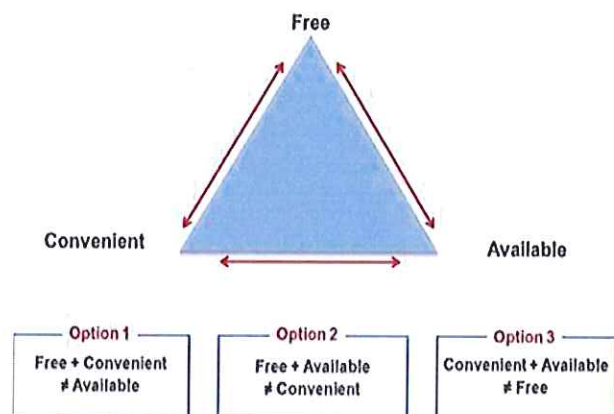 Free
Convenient
Available
Option 1
Free + Convenient
≠ Available
Option 2
Free + Available
≠ Convenient
Option 3
Convenient + Available
≠ Free